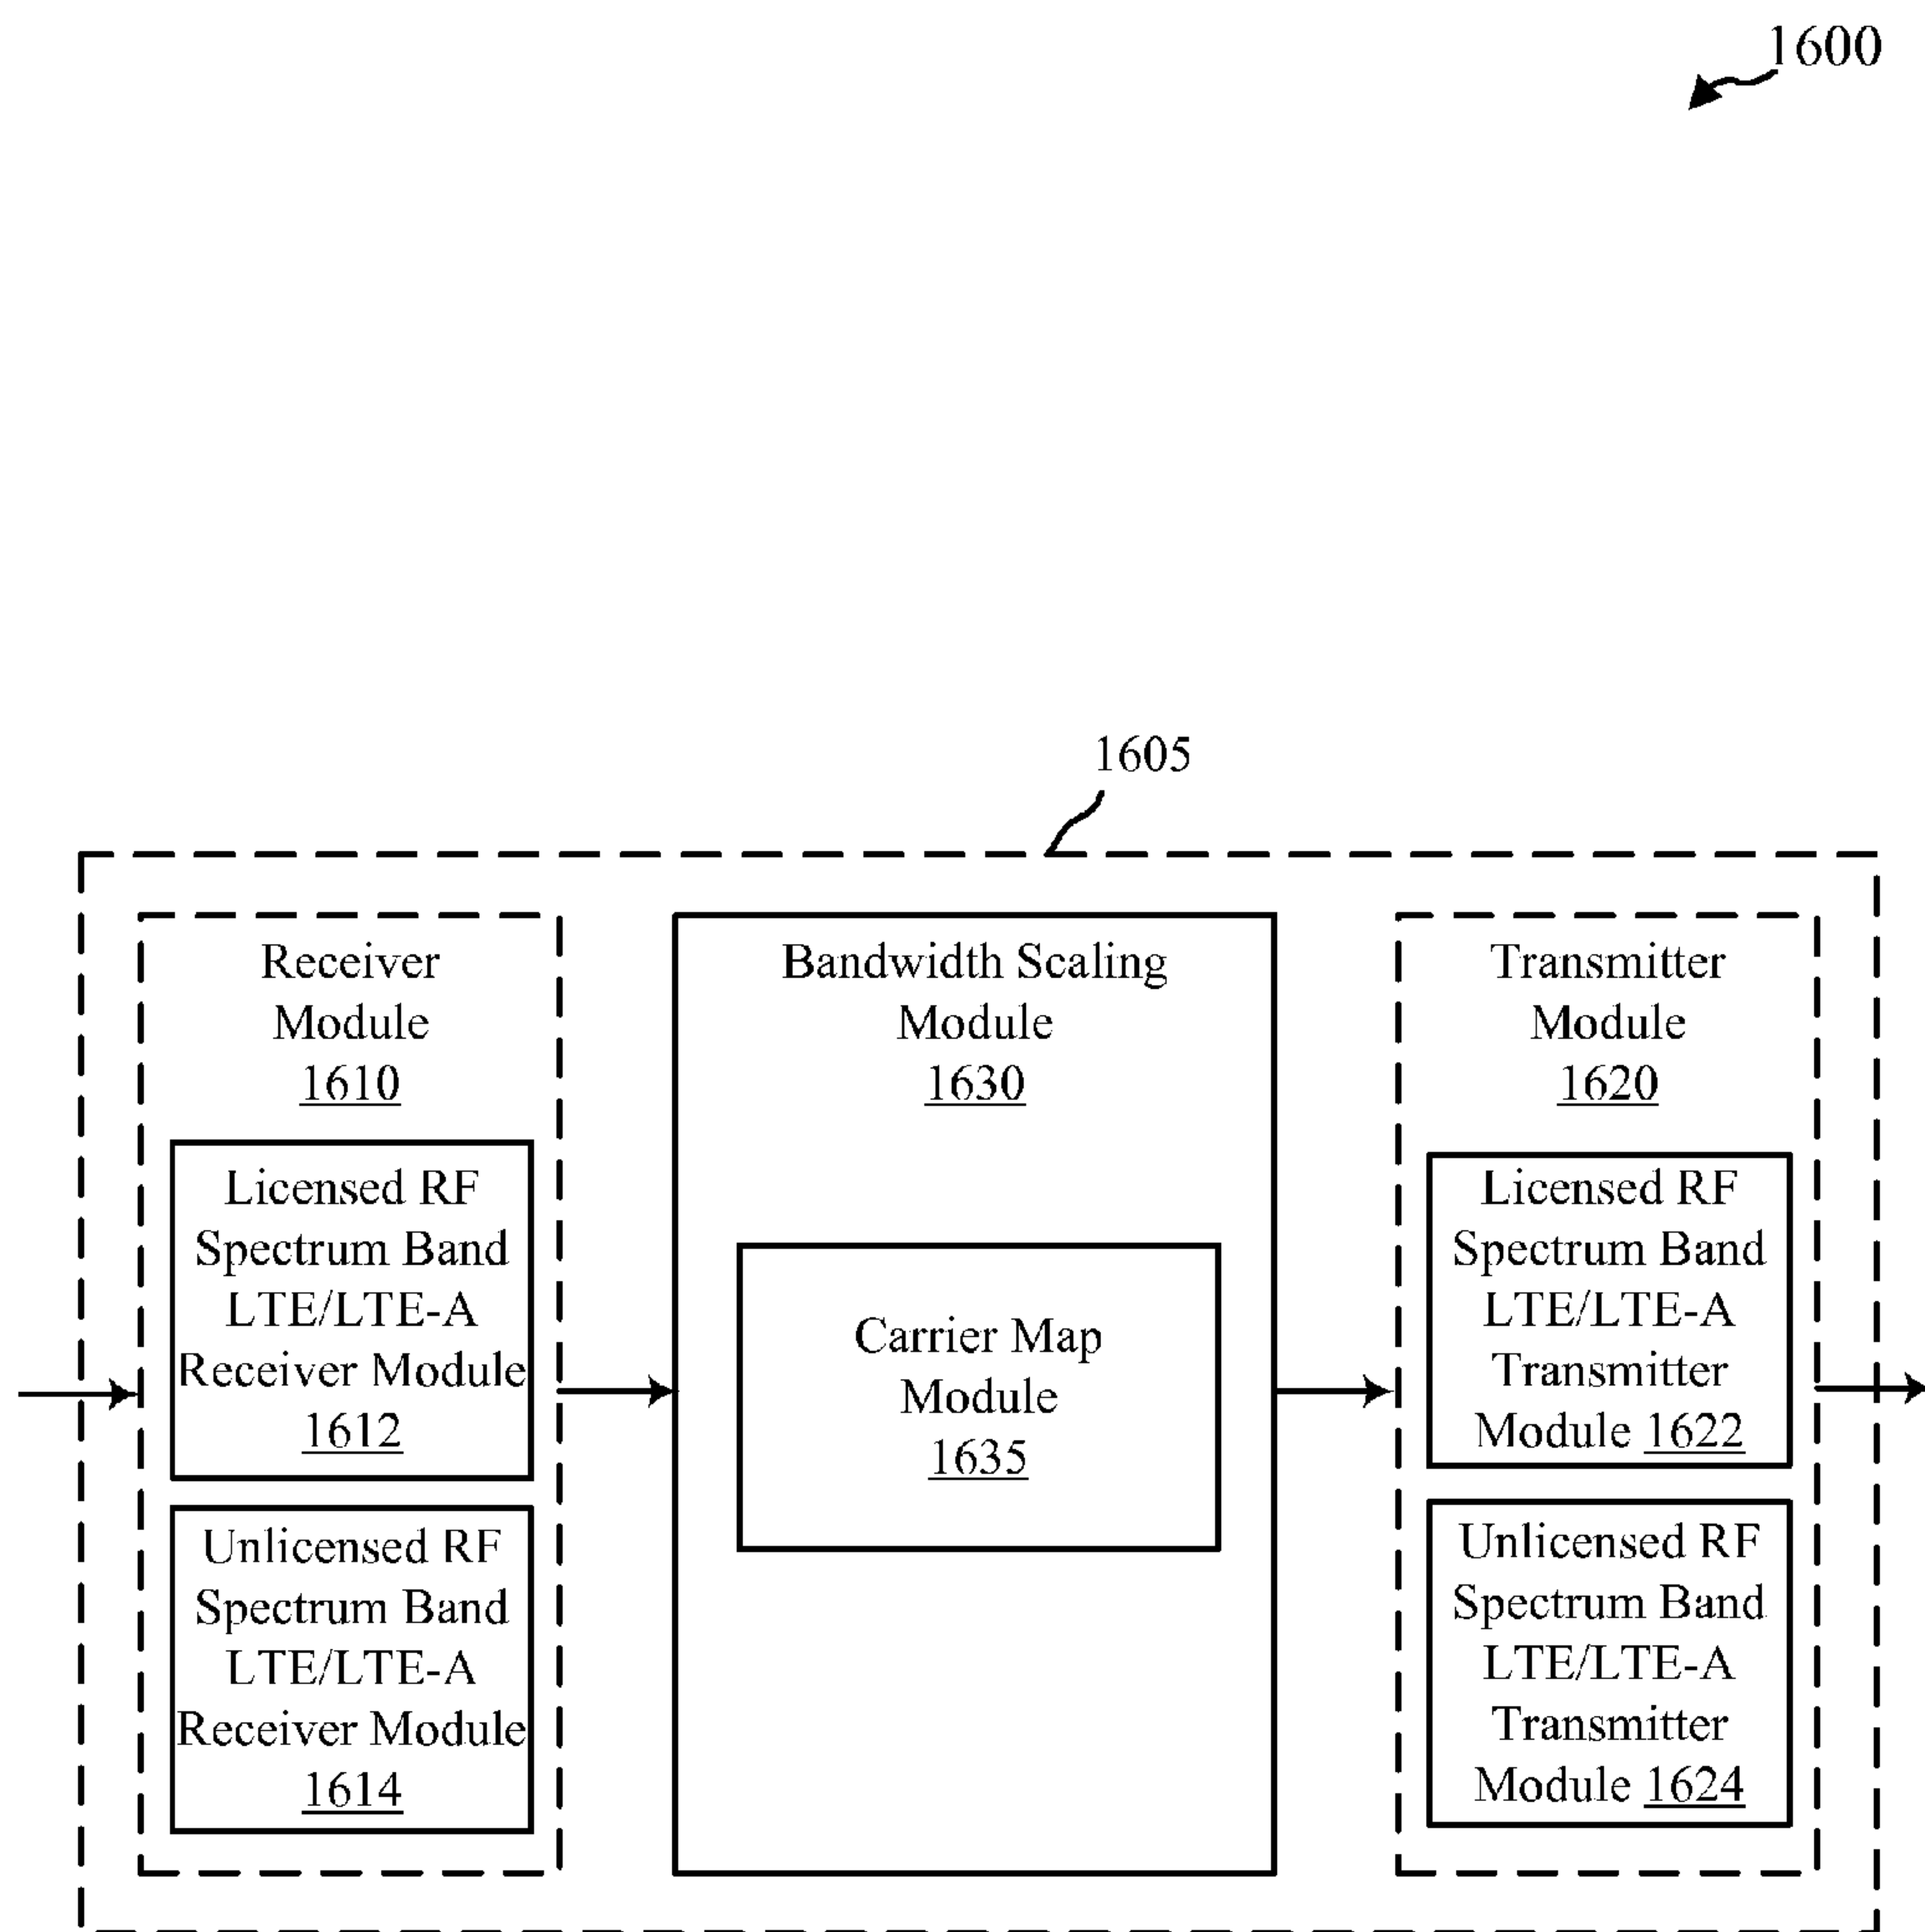 1600
1605
Receiver
Module
1610
Licensed RF
Spectrum Band
LTE/LTE-A
Receiver Module
1612
Unlicensed RF
Spectrum Band
LTE/LTE-A
Receiver Module
1614
Bandwidth Scaling
Module
1630
Carrier Map
Module
1635
Transmitter
Module
1620
Licensed RF
Spectrum Band
LTE/LTE-A
Transmitter
Module 1622
Unlicensed RF
Spectrum Band
LTE/LTE-A
Transmitter
Module 1624